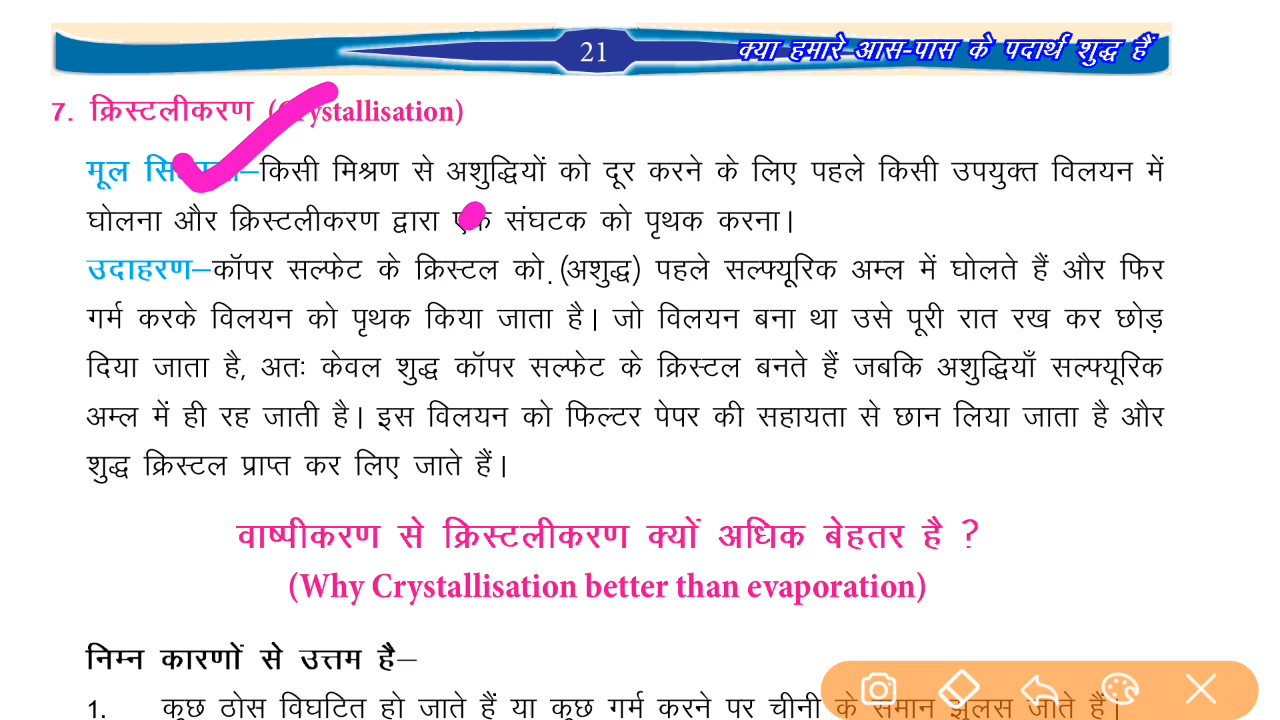 21
क्या हमारे आस-पास के पदार्थ शुद्ध हैं
7. क्रिस्टलीकरण (Crystallisation)
मूल –किसी मिश्रण से अशुद्धियों को दूर करने के लिए पहले किसी उपयुक्त विलयन में
घोलना और क्रिस्टलीकरण द्वारा एक संघटक को पृथक करना।
उदाहरण–कॉपर सल्फेट के क्रिस्टल को (अशुद्ध) पहले सल्फ्यूरिक अम्ल में घोलते हैं और फिर
गर्म करके विलयन को पृथक किया जाता है। जो विलयन बना था उसे पूरी रात रख कर छोड़
दिया जाता है, अतः केवल शुद्ध कॉपर सल्फेट के क्रिस्टल बनते हैं जबकि अशुद्धियाँ सल्फ्यूरिक
अम्ल में ही रह जाती है। इस विलयन को फिल्टर पेपर की सहायता से छान लिया जाता है और
शुद्ध क्रिस्टल प्राप्त कर लिए जाते हैं।
वाष्पीकरण से क्रिस्टलीकरण क्यों अधिक बेहतर है ?
(Why Crystallisation better than evaporation)
निम्न कारणों से उत्तम है–
1. कुछ ठोस विघटित हो जाते हैं या कुछ गर्म करने पर चीनी के समान झुलस जाते हैं।